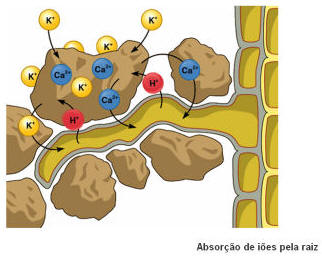 K⁺
K⁺
K⁺
K⁺
Ca²⁺
Ca²⁺
Ca²⁺
K⁺
H⁺
Ca²⁺
K⁺
H⁺
Absorção de iões pela raiz